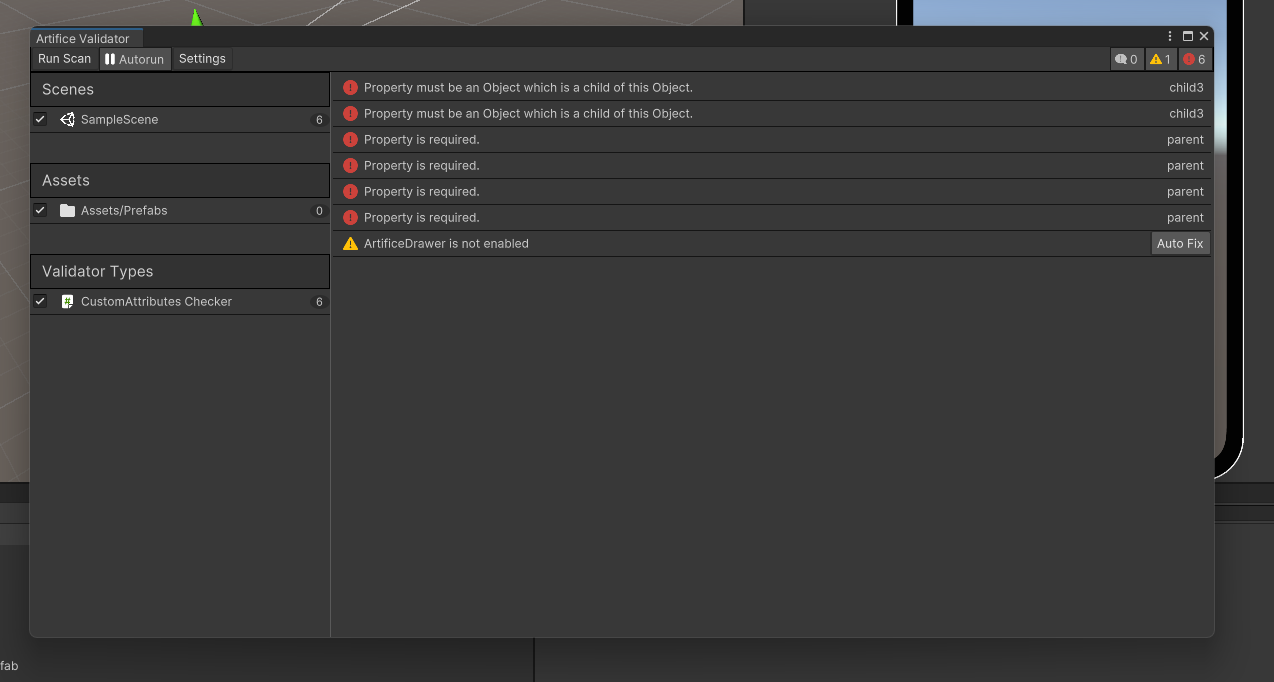 Artifice Validator
Run Scan Autorun Settings 0 1 6
Scenes
SampleScene 6
Assets
Assets/Prefabs 0
Validator Types
CustomAttributes Checker 6
Property must be an Object which is a child of this Object. child3
Property must be an Object which is a child of this Object. child3
Property is required. parent
Property is required. parent
Property is required. parent
Property is required. parent
ArtificeDrawer is not enabled Auto Fix
fab